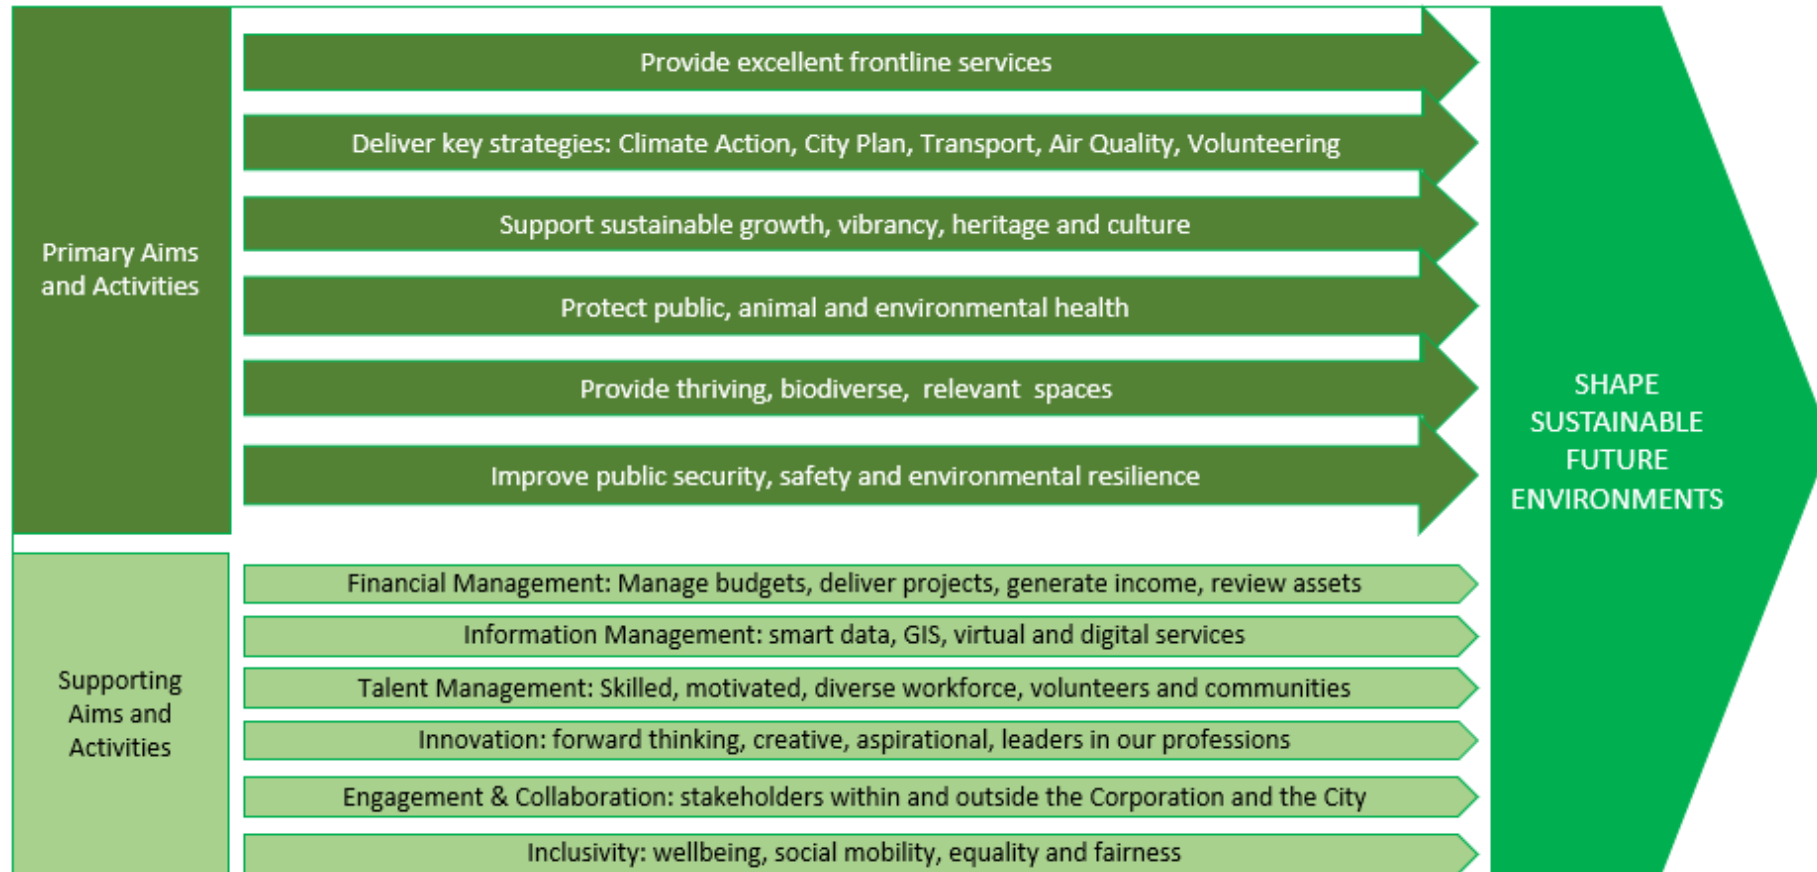 Primary Aims
and Activities
Provide excellent frontline services
Deliver key strategies: Climate Action, City Plan, Transport, Air Quality, Volunteering
Support sustainable growth, vibrancy, heritage and culture
Protect public, animal and environmental health
Provide thriving, biodiverse, relevant spaces
Improve public security, safety and environmental resilience
Supporting
Aims and
Activities
Financial Management: Manage budgets, deliver projects, generate income, review assets
Information Management: smart data, GIS, virtual and digital services
Talent Management: Skilled, motivated, diverse workforce, volunteers and communities
Innovation: forward thinking, creative, aspirational, leaders in our professions
Engagement & Collaboration: stakeholders within and outside the Corporation and the City
Inclusivity: wellbeing, social mobility, equality and fairness
SHAPE
SUSTAINABLE
FUTURE
ENVIRONMENTS